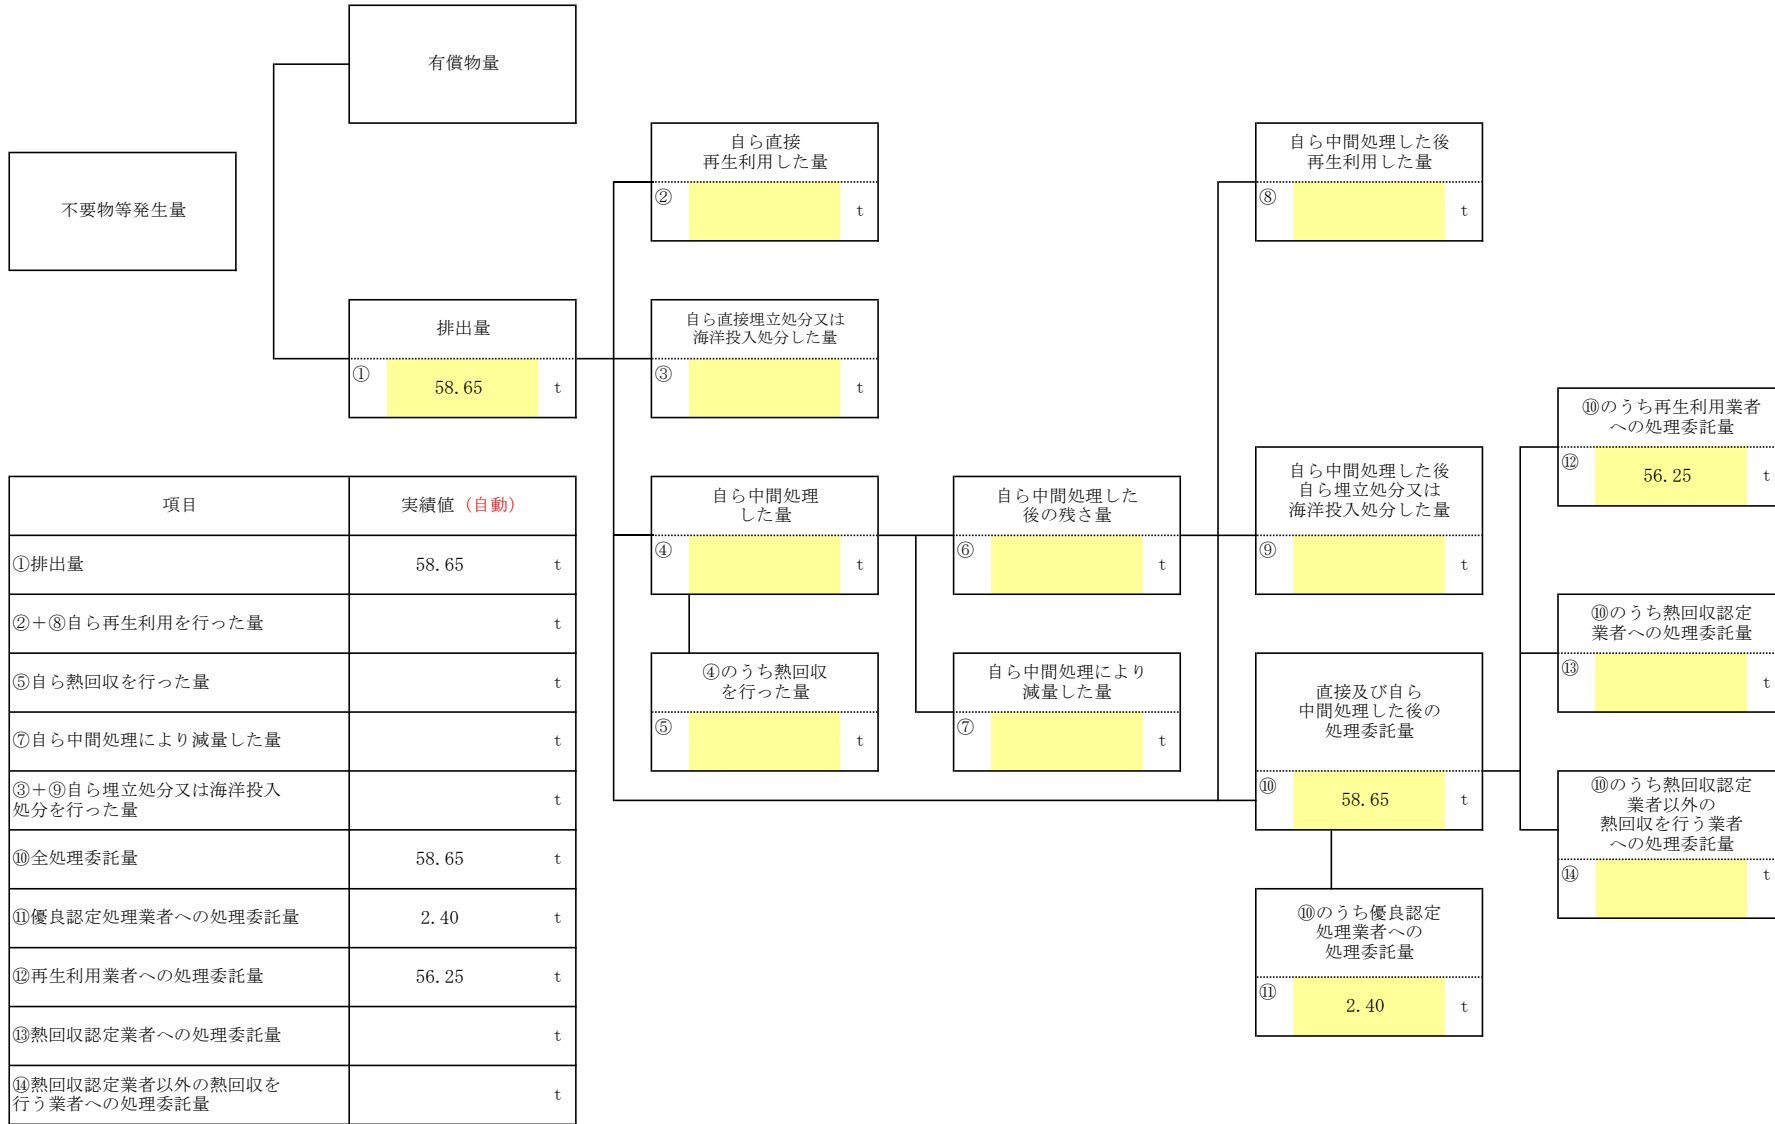 有償物量
不要物等発生量
排出量
①
58.65
t
自ら直接
再生利用した量
②
t
自ら直接埋立処分又は
海洋投入処分した量
③
t
自ら中間処理
した量
④
t
④のうち熱回収
を行った量
⑤
t
自ら中間処理した
後の残さ量
⑥
t
自ら中間処理により
減量した量
⑦
t
自ら中間処理した後
再生利用した量
⑧
t
自ら中間処理した後
自ら埋立処分又は
海洋投入処分した量
⑨
t
直接及び自ら
中間処理した後の
処理委託量
⑩
58.65
t
⑩のうち優良認定
処理業者への
処理委託量
⑪
2.40
t
⑩のうち再生利用業者
への処理委託量
⑫
56.25
t
⑩のうち熱回収認定
業者への処理委託量
⑬
t
⑩のうち熱回収認定
業者以外の
熱回収を行う業者
への処理委託量
⑭
t
項目
実績値(自動)
①排出量
58.65
t
②+⑧自ら再生利用を行った量
t
⑤自ら熱回収を行った量
t
⑦自ら中間処理により減量した量
t
③+⑨自ら埋立処分又は海洋投入
処分を行った量
t
⑩全処理委託量
58.65
t
⑪優良認定処理業者への処理委託量
2.40
t
⑫再生利用業者への処理委託量
56.25
t
⑬熱回収認定業者への処理委託量
t
⑭熱回収認定業者以外の熱回収を
行う業者への処理委託量
t